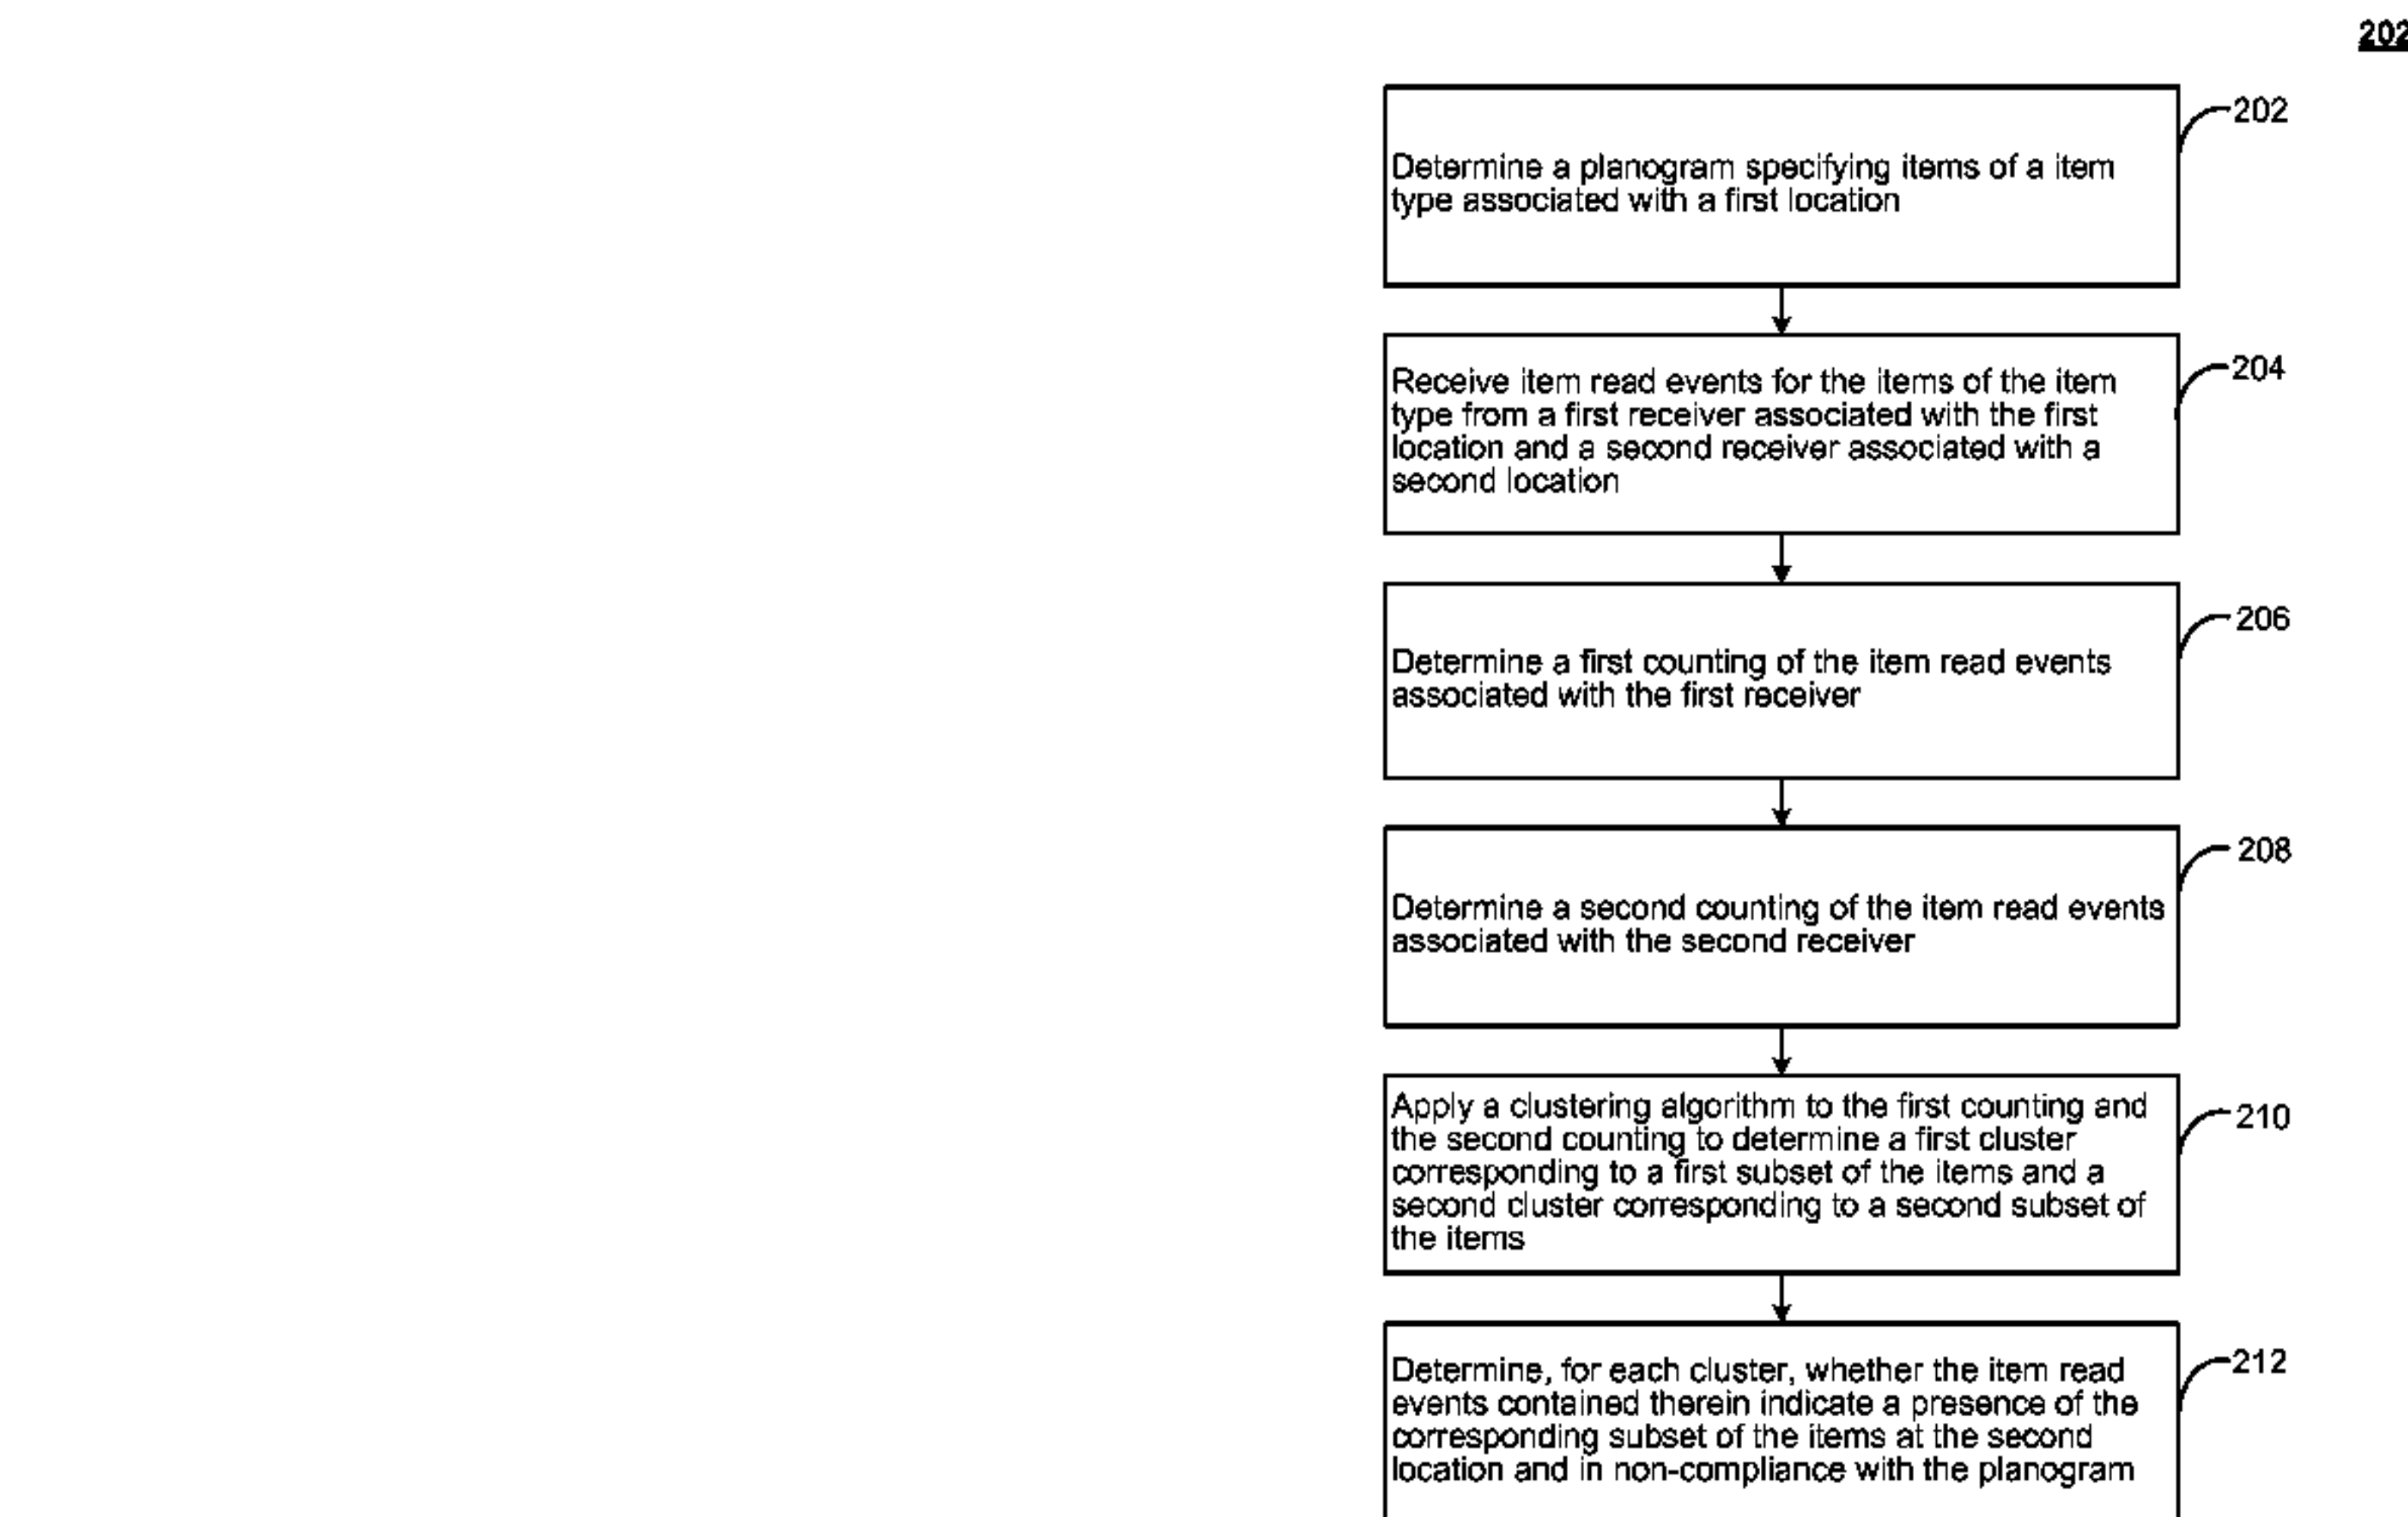 202
Determine a planogram specifying items of a item
type associated with a first location
202
Receive item read events for the items of the item
type from a first receiver associated with the first
location and a second receiver associated with a
second location
204
Determine a first counting of the item read events
associated with the first receiver
206
Determine a second counting of the item read events
associated with the second receiver
208
Apply a clustering algorithm to the first counting and
the second counting to determine a first cluster
corresponding to a first subset of the items and a
second cluster corresponding to a second subset of
the items
210
Determine, for each cluster, whether the item read
events contained therein indicate a presence of the
corresponding subset of the items at the second
location and in non-compliance with the planogram
212